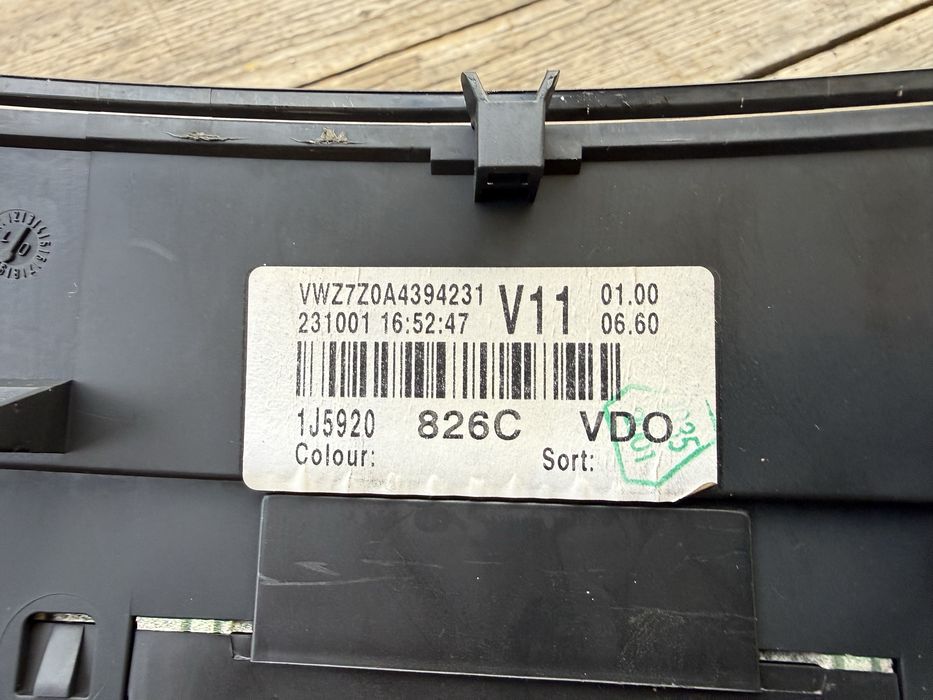 VWZ7Z0A4394231 V11 01.00
231001 16:52:47 06.60
1J5920 826C VDO
Colour: Sort: